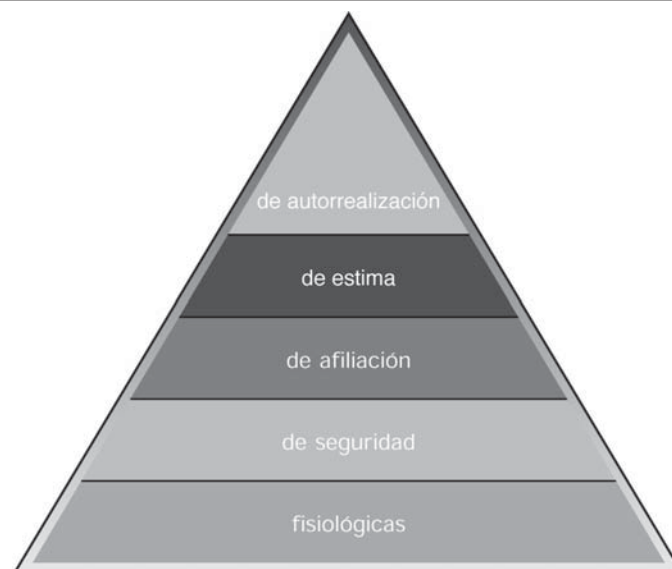 de autorrealización
de estima
de afiliación
de seguridad
fisiológicas